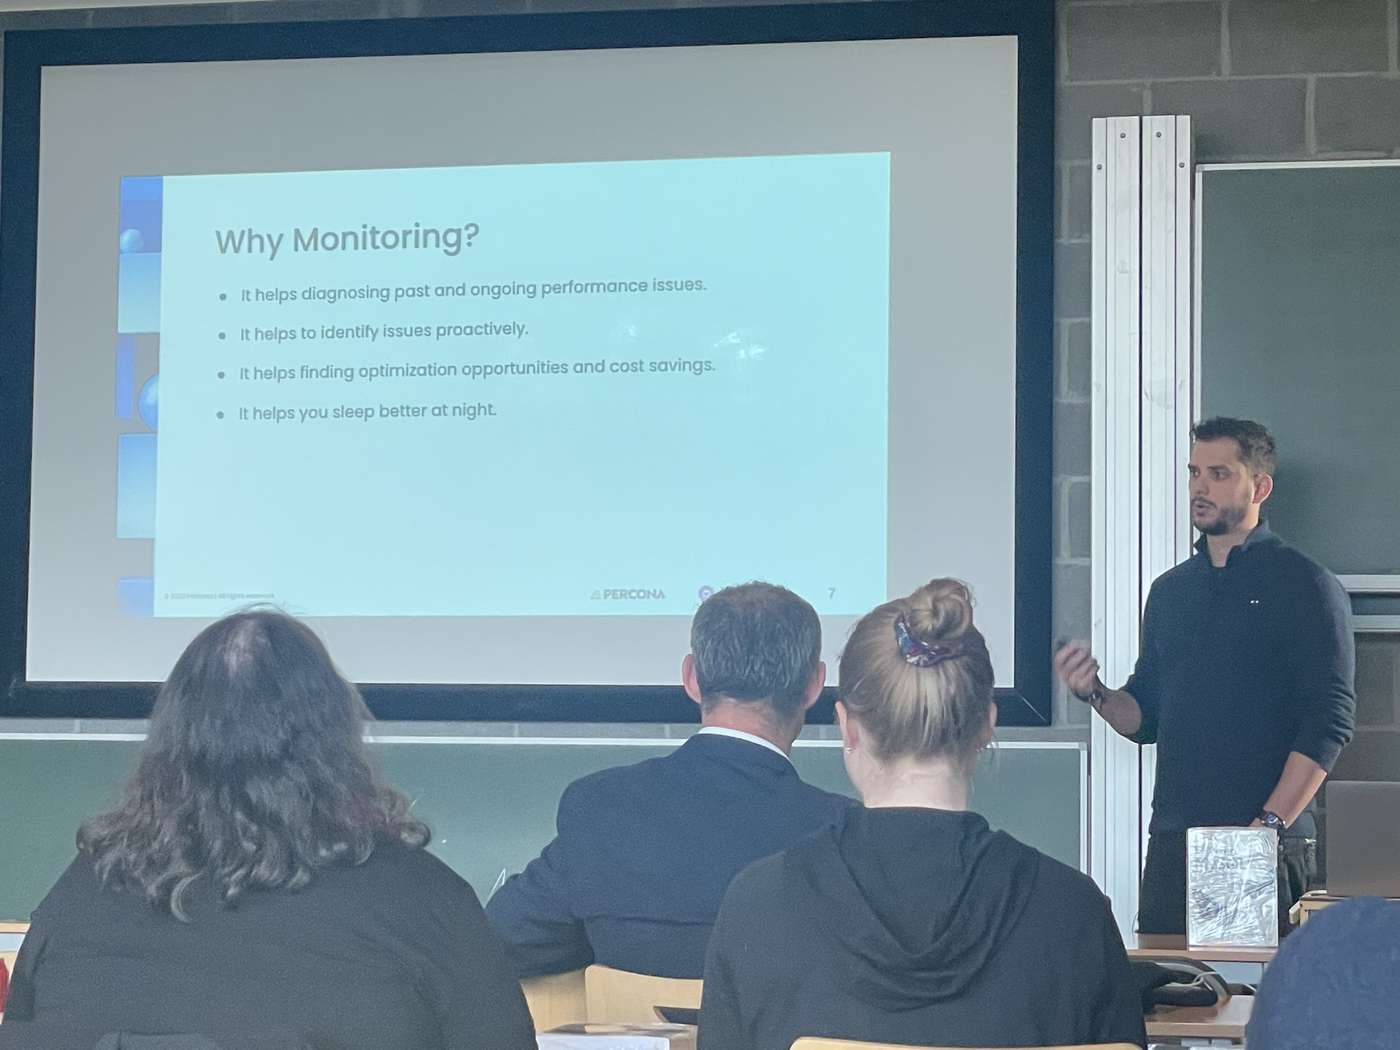 Why Monitoring?
● It helps diagnosing past and ongoing performance issues.
● It helps to identify issues proactively.
● It helps finding optimization opportunities and cost savings.
● It helps you sleep better at night.
PERCONA 7